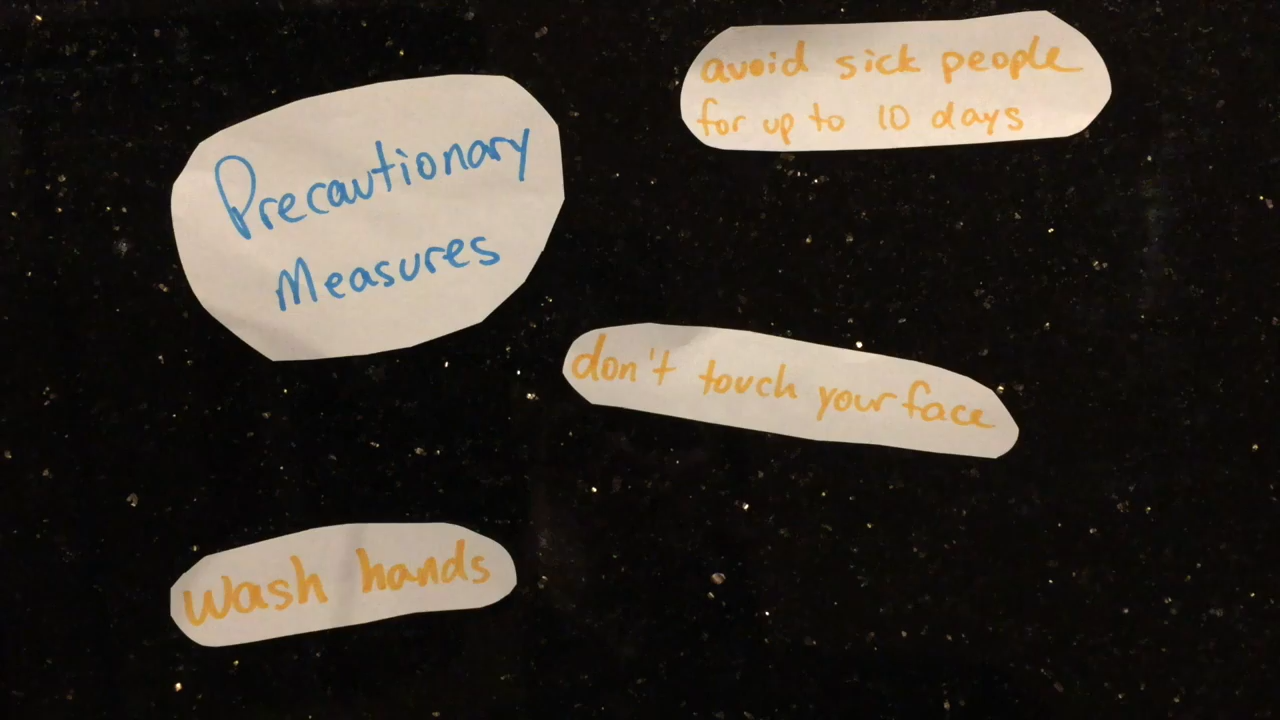 Precautionary
Measures
avoid sick people
for up to 10 days
don't touch your face
wash hands